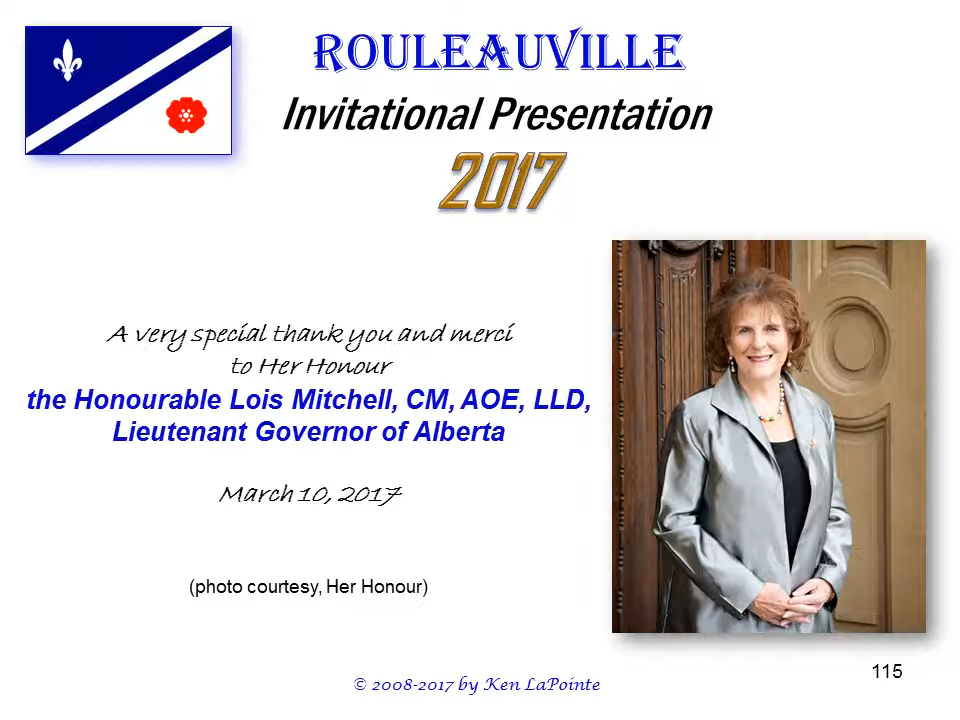 ROULEAUVILLE
Invitational Presentation
2017
A very special thank you and merci
to Her Honour
the Honourable Lois Mitchell, CM, AOE, LLD,
Lieutenant Governor of Alberta
March 10, 2017
(photo courtesy, Her Honour)
115
© 2008-2017 by Ken LaPointe